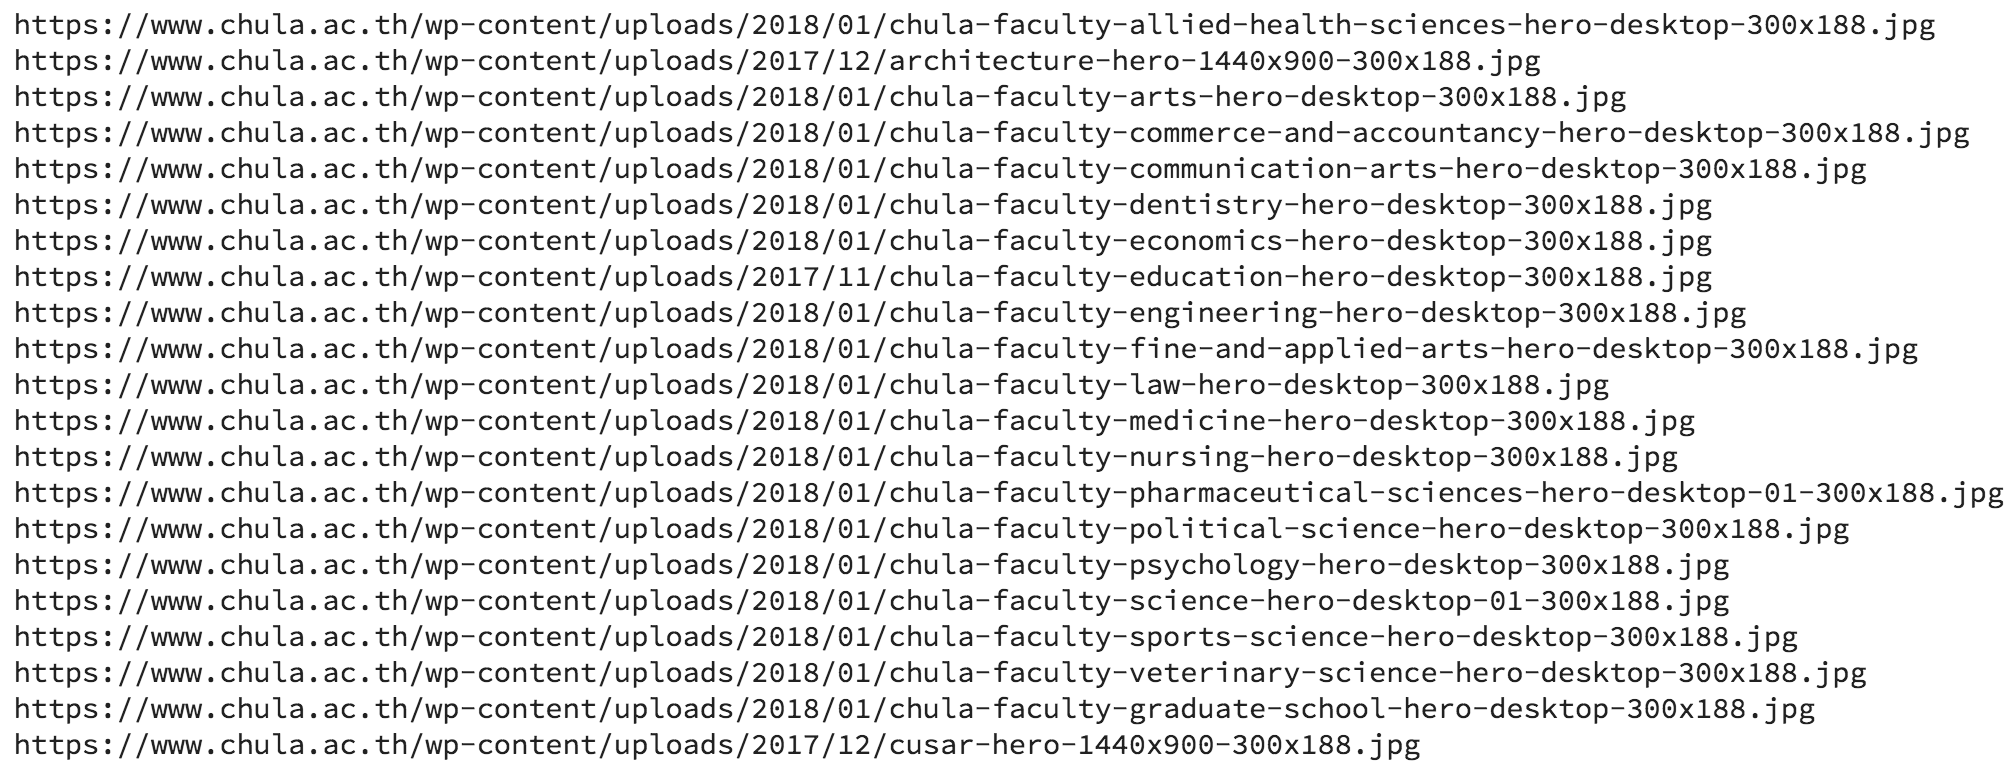 https://www.chula.ac.th/wp-content/uploads/2018/01/chula-faculty-allied-health-sciences-hero-desktop-300x188.jpg
https://www.chula.ac.th/wp-content/uploads/2017/12/architecture-hero-1440x900-300x188.jpg
https://www.chula.ac.th/wp-content/uploads/2018/01/chula-faculty-arts-hero-desktop-300x188.jpg
https://www.chula.ac.th/wp-content/uploads/2018/01/chula-faculty-commerce-and-accountancy-hero-desktop-300x188.jpg
https://www.chula.ac.th/wp-content/uploads/2018/01/chula-faculty-communication-arts-hero-desktop-300x188.jpg
https://www.chula.ac.th/wp-content/uploads/2018/01/chula-faculty-dentistry-hero-desktop-300x188.jpg
https://www.chula.ac.th/wp-content/uploads/2018/01/chula-faculty-economics-hero-desktop-300x188.jpg
https://www.chula.ac.th/wp-content/uploads/2017/11/chula-faculty-education-hero-desktop-300x188.jpg
https://www.chula.ac.th/wp-content/uploads/2018/01/chula-faculty-engineering-hero-desktop-300x188.jpg
https://www.chula.ac.th/wp-content/uploads/2018/01/chula-faculty-fine-and-applied-arts-hero-desktop-300x188.jpg
https://www.chula.ac.th/wp-content/uploads/2018/01/chula-faculty-law-hero-desktop-300x188.jpg
https://www.chula.ac.th/wp-content/uploads/2018/01/chula-faculty-medicine-hero-desktop-300x188.jpg
https://www.chula.ac.th/wp-content/uploads/2018/01/chula-faculty-nursing-hero-desktop-300x188.jpg
https://www.chula.ac.th/wp-content/uploads/2018/01/chula-faculty-pharmaceutical-sciences-hero-desktop-01-300x188.jpg
https://www.chula.ac.th/wp-content/uploads/2018/01/chula-faculty-political-science-hero-desktop-300x188.jpg
https://www.chula.ac.th/wp-content/uploads/2018/01/chula-faculty-psychology-hero-desktop-300x188.jpg
https://www.chula.ac.th/wp-content/uploads/2018/01/chula-faculty-science-hero-desktop-01-300x188.jpg
https://www.chula.ac.th/wp-content/uploads/2018/01/chula-faculty-sports-science-hero-desktop-300x188.jpg
https://www.chula.ac.th/wp-content/uploads/2018/01/chula-faculty-veterinary-science-hero-desktop-300x188.jpg
https://www.chula.ac.th/wp-content/uploads/2018/01/chula-faculty-graduate-school-hero-desktop-300x188.jpg
https://www.chula.ac.th/wp-content/uploads/2017/12/cusar-hero-1440x900-300x188.jpg